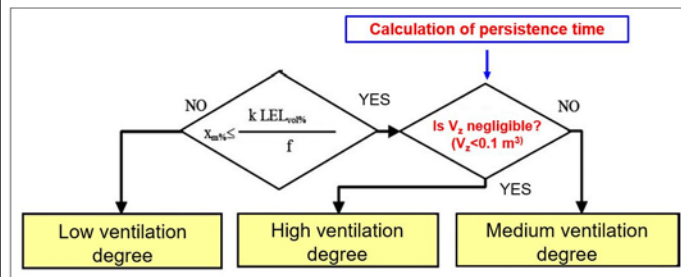 Calculation of persistence time
NO
k LEL_vol%
x_m% ≤
f
YES
Is V_z negligible?
(V_z<0.1 m³)
NO
YES
Low ventilation
degree
High ventilation
degree
Medium ventilation
degree